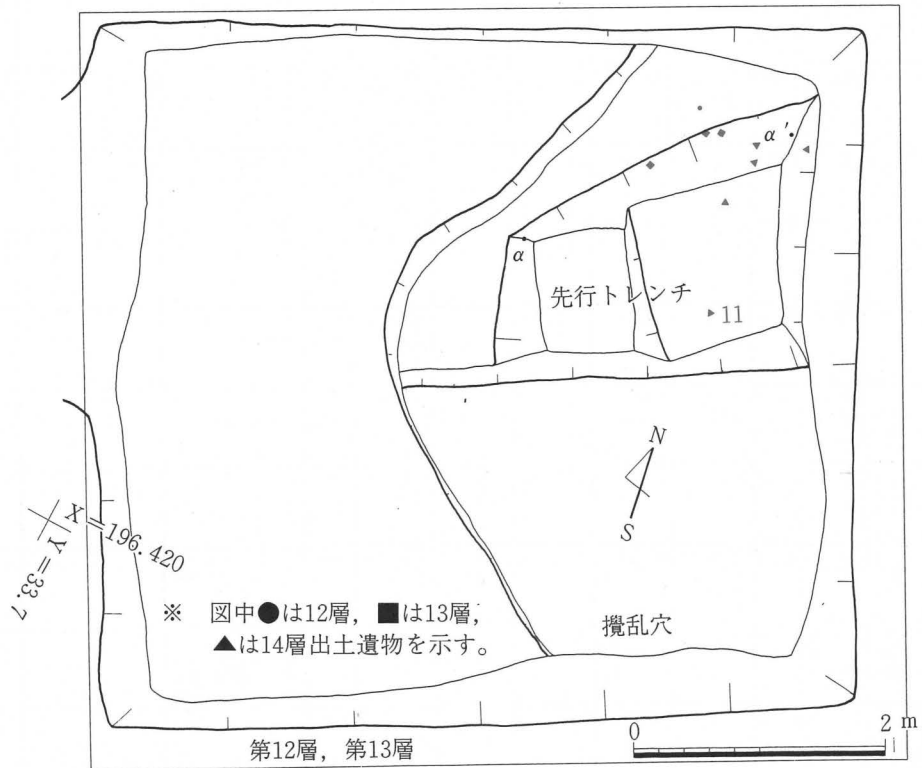 α'
α
先行トレンチ
11
N
S
X=196.420
Y=33.7
※ 図中●は12層，■は13層，
▲は14層出土遺物を示す。
攪乱穴
0 2 m
第12層，第13層